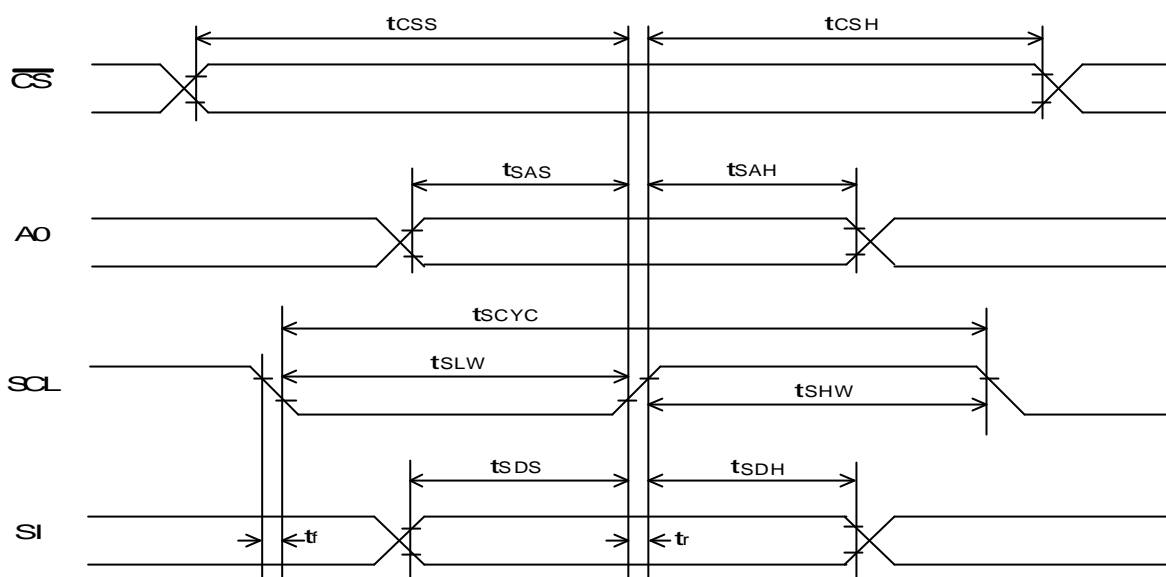 tCSS tCSH
CS
tSAS tSAH
A0
tSCYC
tSLW
SCL
tSHW
tSDS tSDH
SI
tf tr